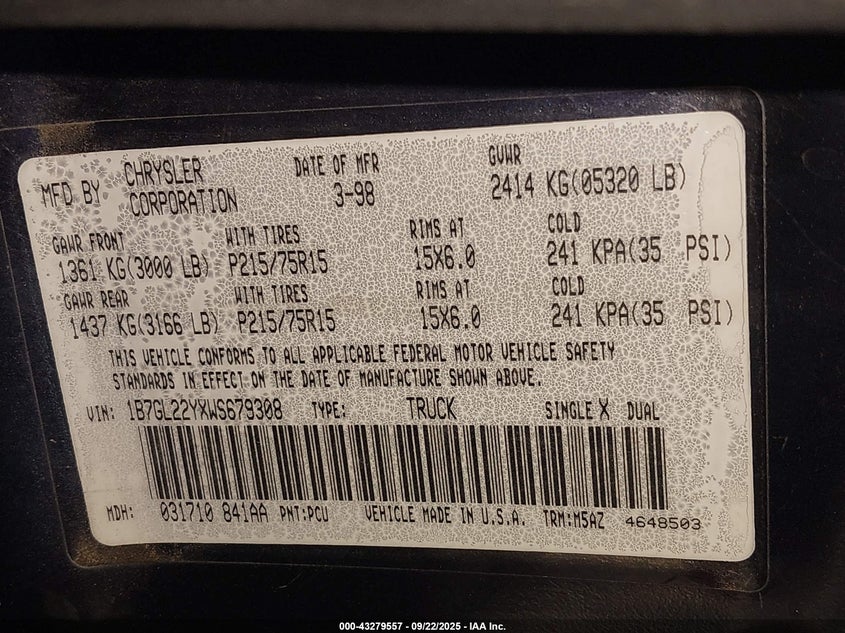 MFD BY CHRYSLER CORPORATION DATE OF MFR 3-98 GVWR 2414 KG(05320 LB)
GAWR FRONT WITH TIRES RIMS AT COLD
1361 KG(3000 LB) P215/75R15 15X6.0 241 KPA(35 PSI)
GAWR REAR WITH TIRES RIMS AT COLD
1437 KG(3166 LB) P215/75R15 15X6.0 241 KPA(35 PSI)
THIS VEHICLE CONFORMS TO ALL APPLICABLE FEDERAL MOTOR VEHICLE SAFETY
STANDARDS IN EFFECT ON THE DATE OF MANUFACTURE SHOWN ABOVE.
VIN: 1B7GL22YXWS679308 TYPE: TRUCK SINGLE X DUAL
MDH: 031710 841AA PNT:PCU VEHICLE MADE IN U.S.A. TRM:M5AZ 4648503
000-43279557 - 09/22/2025 - IAA Inc.